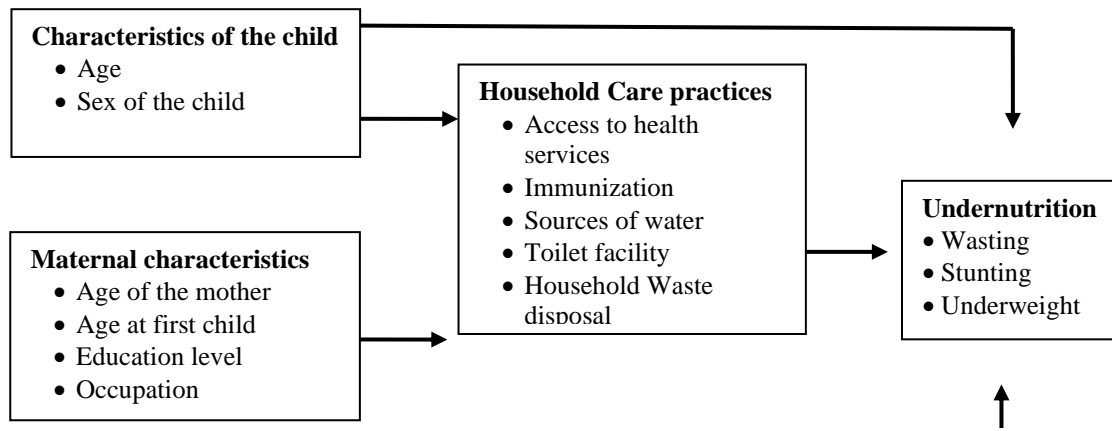 Characteristics of the child
• Age
• Sex of the child
Household Care practices
• Access to health
services
• Immunization
• Sources of water
• Toilet facility
• Household Waste
disposal
Maternal characteristics
• Age of the mother
• Age at first child
• Education level
• Occupation
Undernutrition
• Wasting
• Stunting
• Underweight